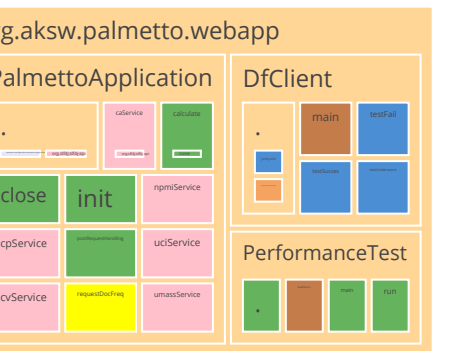 rg.aksw.palmetto.webapp
PalmettoApplication
DfClient
.
caService
calculate
.
main
testFail
close
init
npmiService
cpService
uciService
cvService
requestDocFreq
umassService
PerformanceTest
.
main
run